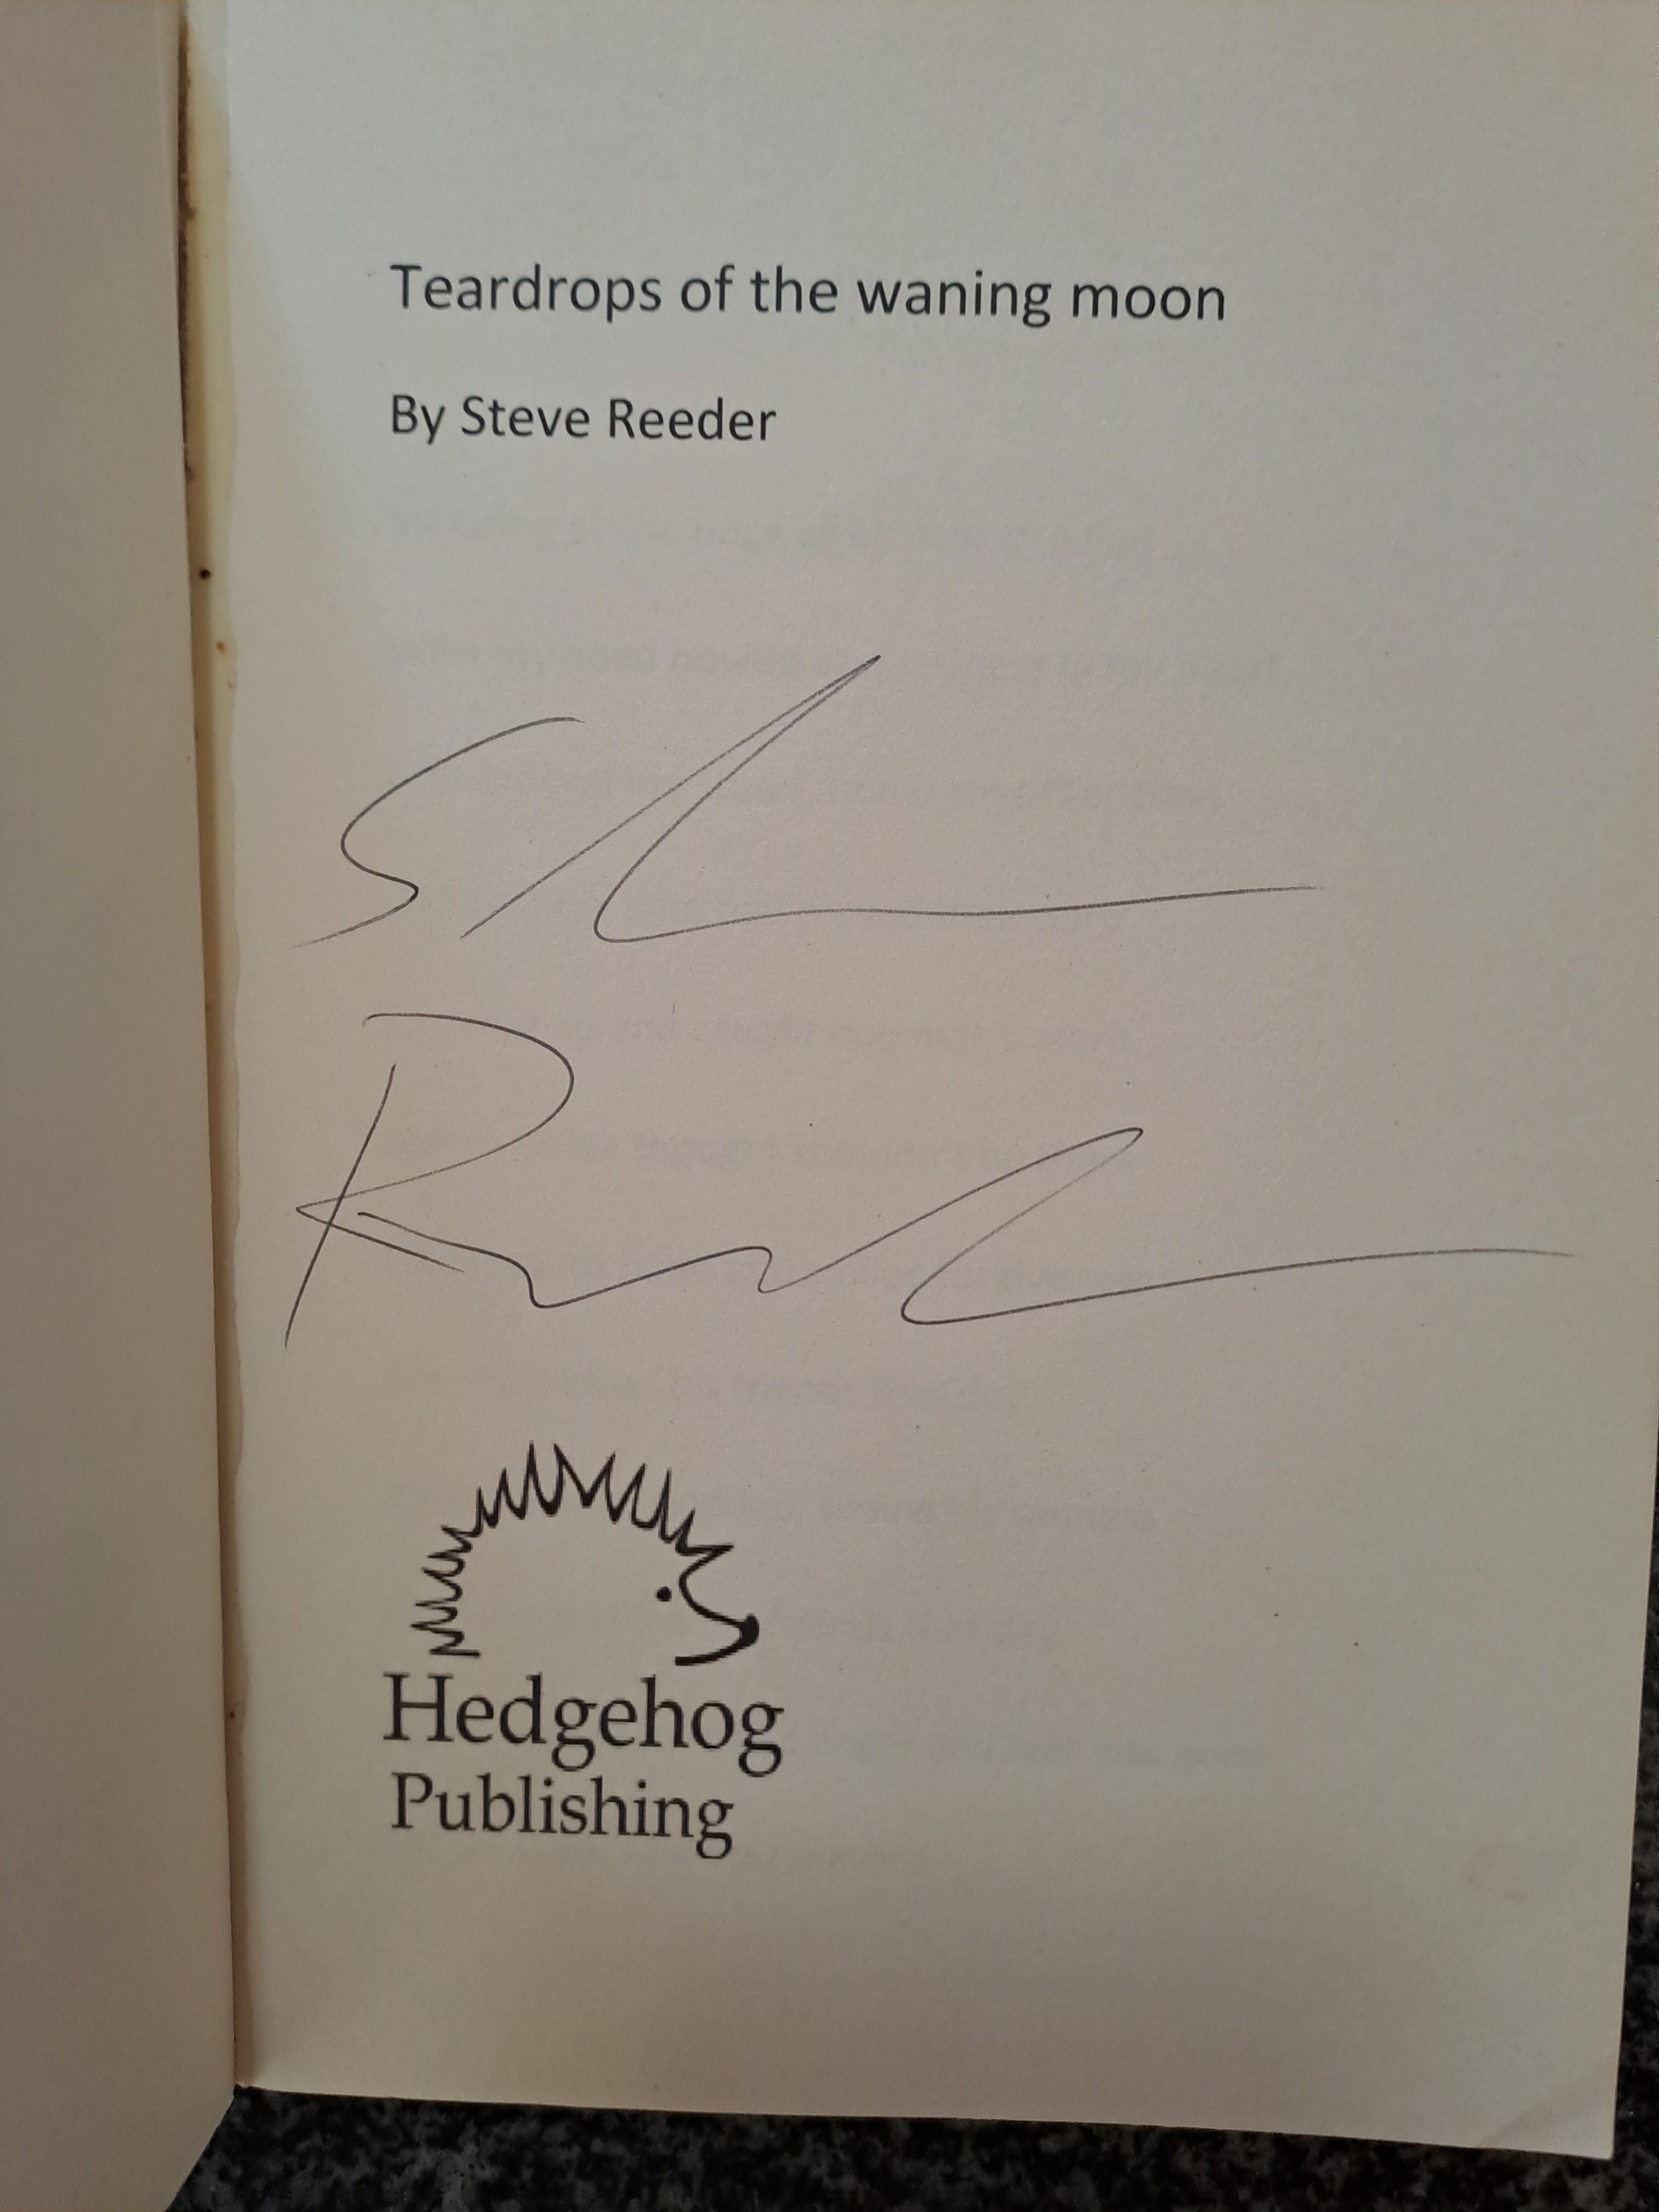 Teardrops of the waning moon
By Steve Reeder
Hedgehog
Publishing